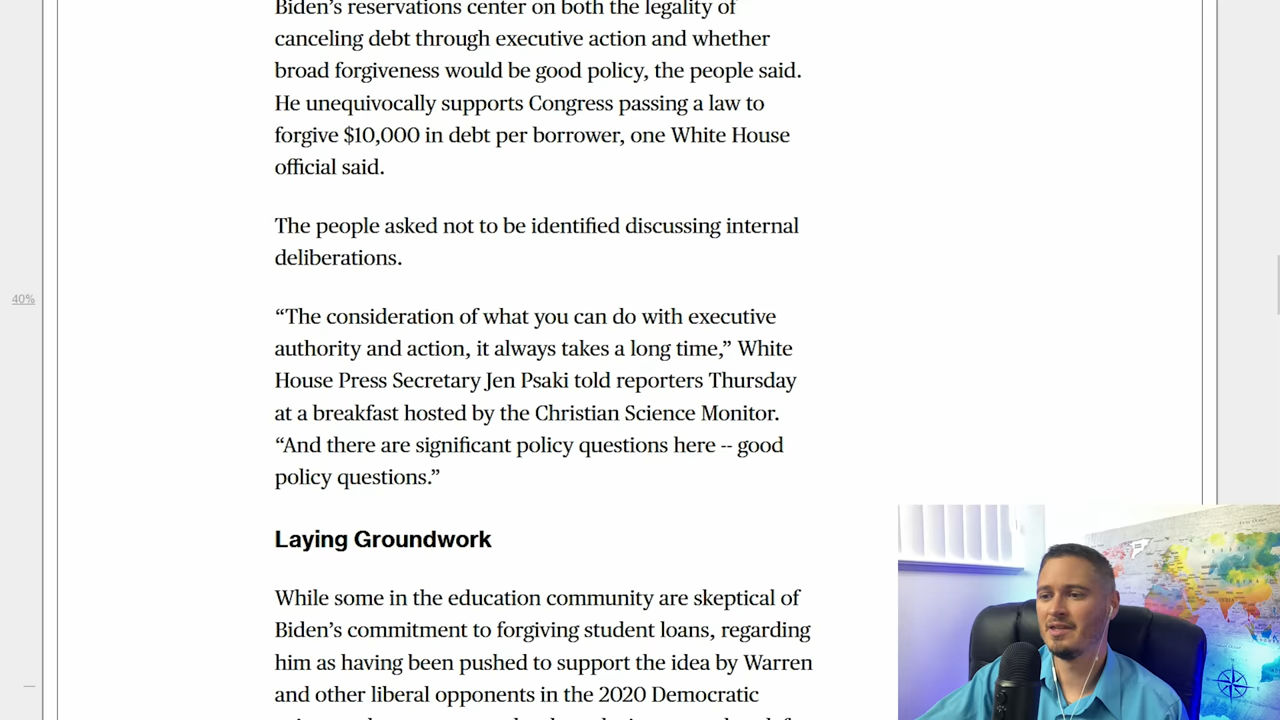 Biden’s reservations center on both the legality of
canceling debt through executive action and whether
broad forgiveness would be good policy, the people said.
He unequivocally supports Congress passing a law to
forgive $10,000 in debt per borrower, one White House
official said.
The people asked not to be identified discussing internal
deliberations.
40%
“The consideration of what you can do with executive
authority and action, it always takes a long time,” White
House Press Secretary Jen Psaki told reporters Thursday
at a breakfast hosted by the Christian Science Monitor.
“And there are significant policy questions here -- good
policy questions.”
Laying Groundwork
While some in the education community are skeptical of
Biden’s commitment to forgiving student loans, regarding
him as having been pushed to support the idea by Warren
and other liberal opponents in the 2020 Democratic